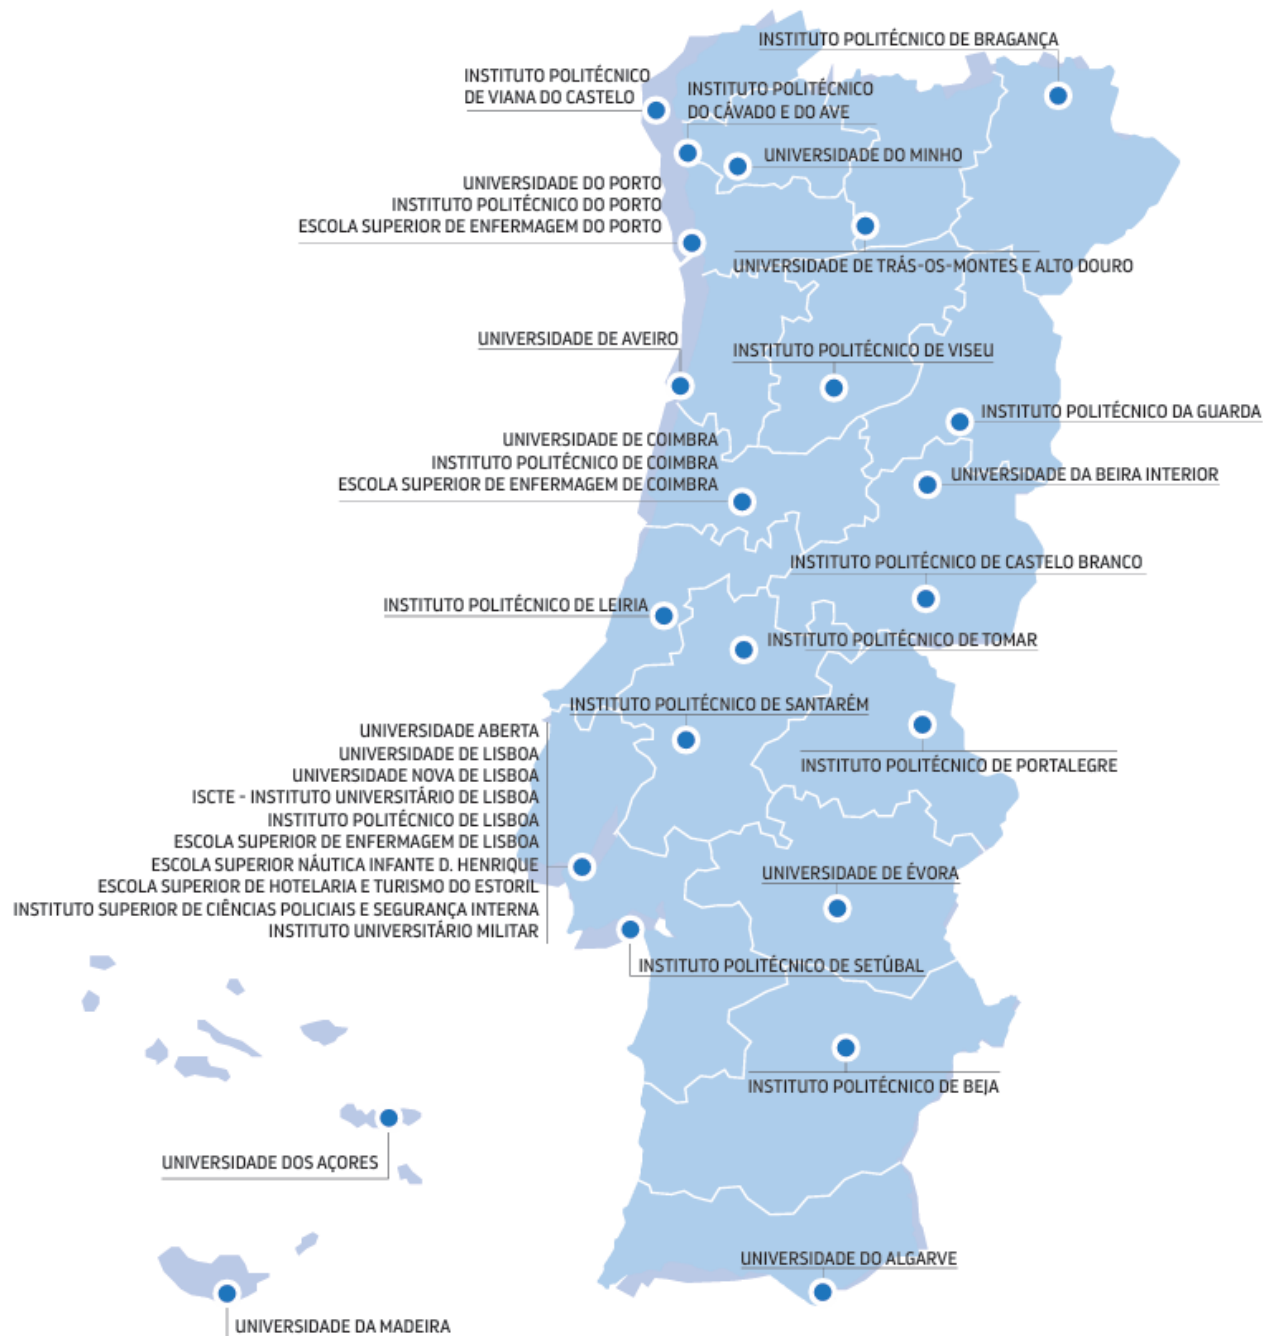 INSTITUTO POLITÉCNICO DE BRAGANÇA
INSTITUTO POLITÉCNICO
DE VIANA DO CASTELO
INSTITUTO POLITÉCNICO
DO CÁVADO E DO AVE
UNIVERSIDADE DO MINHO
UNIVERSIDADE DO PORTO
INSTITUTO POLITÉCNICO DO PORTO
ESCOLA SUPERIOR DE ENFERMAGEM DO PORTO
UNIVERSIDADE DE TRÁS-OS-MONTES E ALTO DOURO
UNIVERSIDADE DE AVEIRO
INSTITUTO POLITÉCNICO DE VISEU
INSTITUTO POLITÉCNICO DA GUARDA
UNIVERSIDADE DE COIMBRA
INSTITUTO POLITÉCNICO DE COIMBRA
ESCOLA SUPERIOR DE ENFERMAGEM DE COIMBRA
UNIVERSIDADE DA BEIRA INTERIOR
INSTITUTO POLITÉCNICO DE CASTELO BRANCO
INSTITUTO POLITÉCNICO DE LEIRIA
INSTITUTO POLITÉCNICO DE TOMAR
INSTITUTO POLITÉCNICO DE SANTARÉM
UNIVERSIDADE ABERTA
UNIVERSIDADE DE LISBOA
UNIVERSIDADE NOVA DE LISBOA
ISCTE - INSTITUTO UNIVERSITÁRIO DE LISBOA
INSTITUTO POLITÉCNICO DE LISBOA
ESCOLA SUPERIOR DE ENFERMAGEM DE LISBOA
ESCOLA SUPERIOR NÁUTICA INFANTE D. HENRIQUE
ESCOLA SUPERIOR DE HOTELARIA E TURISMO DO ESTORIL
INSTITUTO SUPERIOR DE CIÊNCIAS POLICIAIS E SEGURANÇA INTERNA
INSTITUTO UNIVERSITÁRIO MILITAR
INSTITUTO POLITÉCNICO DE PORTALEGRE
UNIVERSIDADE DE ÉVORA
INSTITUTO POLITÉCNICO DE SETÚBAL
INSTITUTO POLITÉCNICO DE BEJA
UNIVERSIDADE DOS AÇORES
UNIVERSIDADE DO ALGARVE
UNIVERSIDADE DA MADEIRA